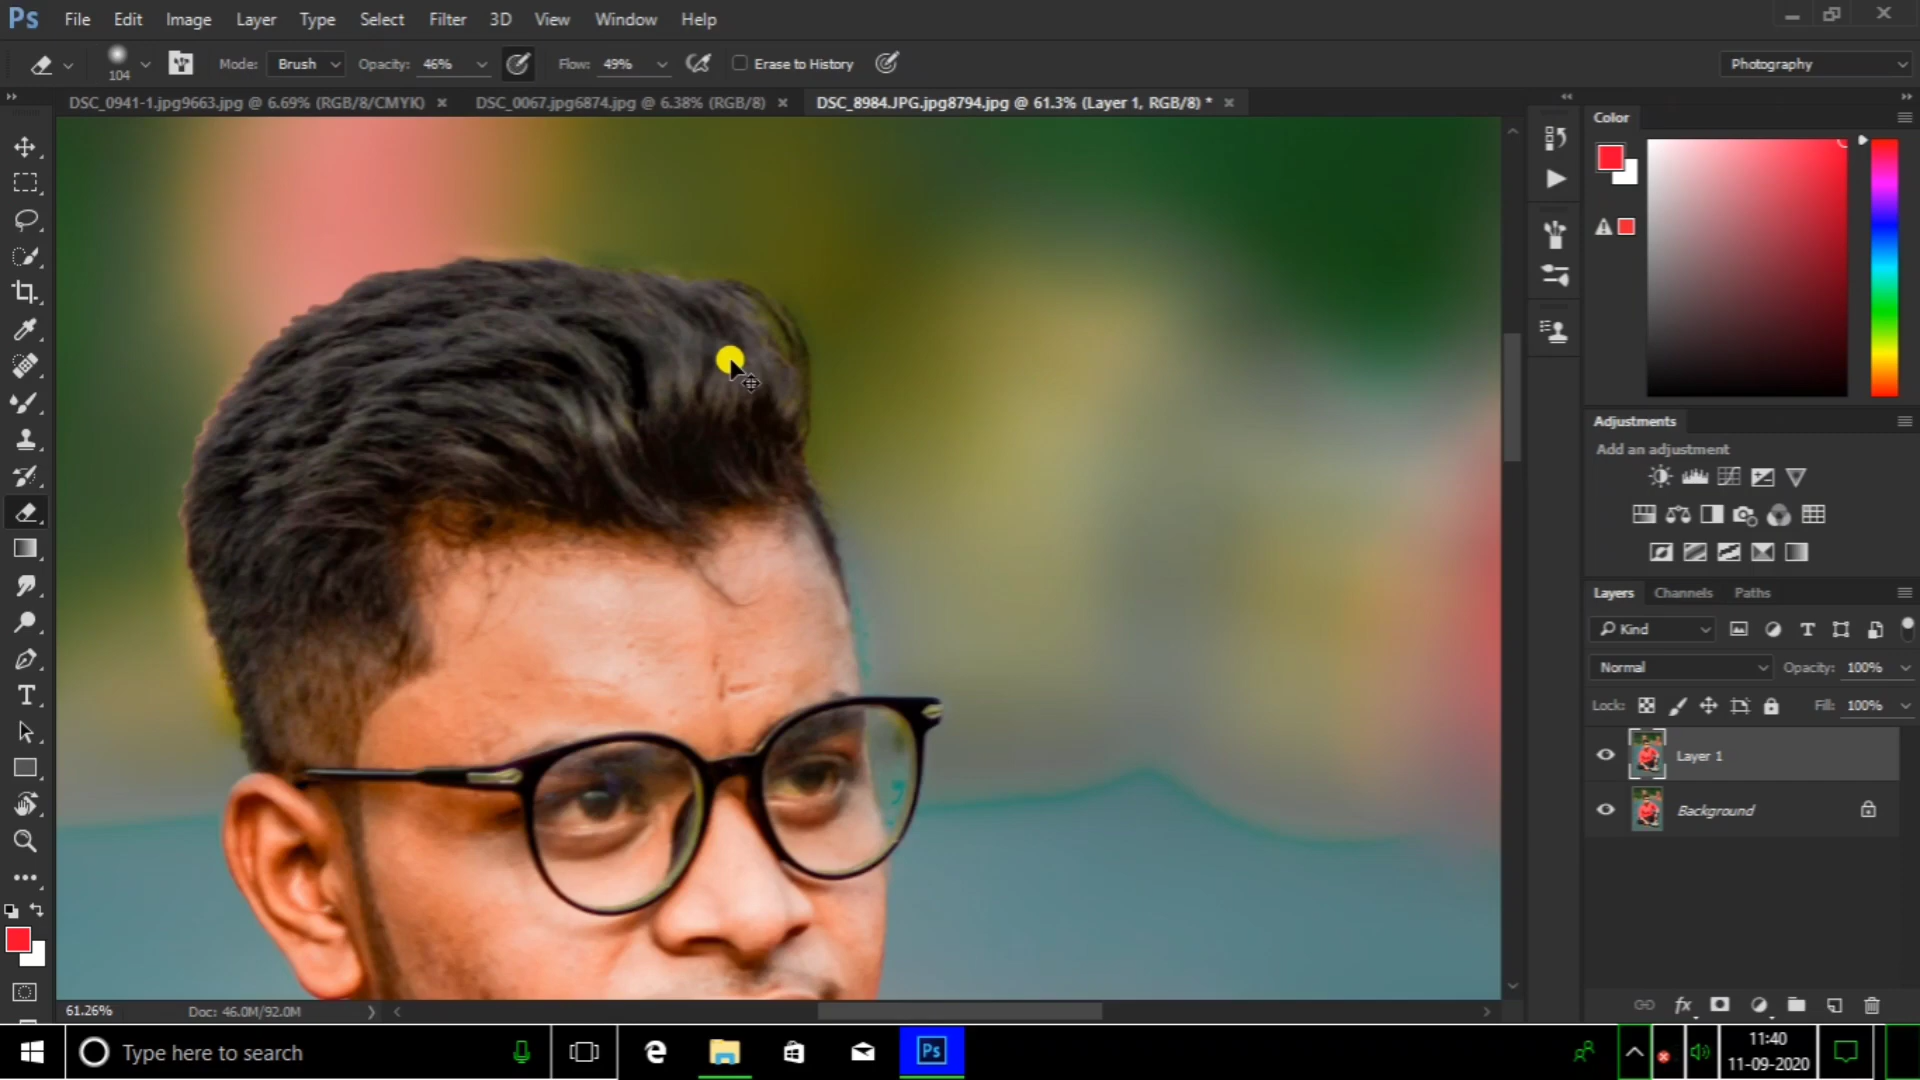 Ps File Edit Image Layer Type Select Filter 3D View Window Help
104 Mode: Brush Opacity: 46% Flow: 49% Erase to History Photography
DSC_0941-1.jpg9663.jpg @ 6.69% (RGB/8/CMYK) DSC_0067.jpg6874.jpg @ 6.38% (RGB/8) DSC_8984.JPG.jpg8794.jpg @ 61.3% (Layer 1, RGB/8) *
Color
Adjustments
Add an adjustment
Layers Channels Paths
Kind
Normal Opacity: 100%
Lock: Fill: 100%
Layer 1
Background
61.26% Doc: 46.0M/92.0M
Type here to search
Ps
11:40
11-09-2020